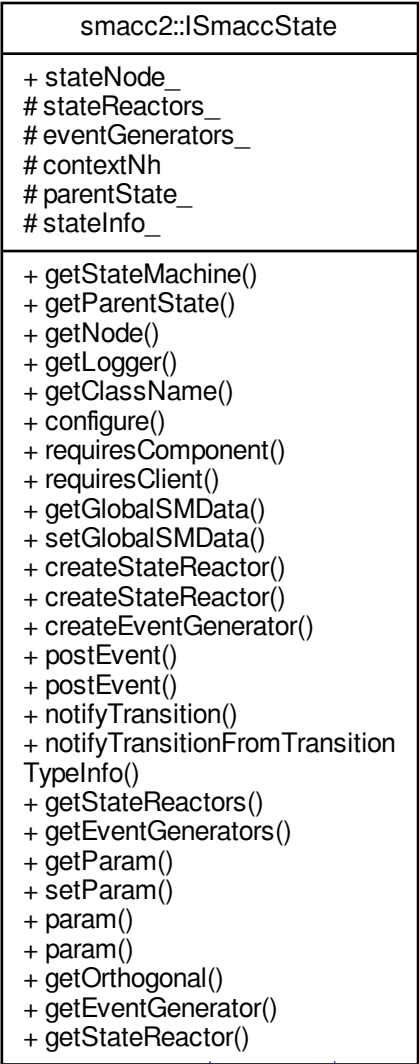 smacc2::ISmaccState
+ stateNode_
# stateReactors_
# eventGenerators_
# contextNh
# parentState_
# stateInfo_
+ getStateMachine()
+ getParentState()
+ getNode()
+ getLogger()
+ getClassName()
+ configure()
+ requiresComponent()
+ requiresClient()
+ getGlobalSMData()
+ setGlobalSMData()
+ createStateReactor()
+ createStateReactor()
+ createEventGenerator()
+ postEvent()
+ postEvent()
+ notifyTransition()
+ notifyTransitionFromTransition
TypeInfo()
+ getStateReactors()
+ getEventGenerators()
+ getParam()
+ setParam()
+ param()
+ param()
+ getOrthogonal()
+ getEventGenerator()
+ getStateReactor()